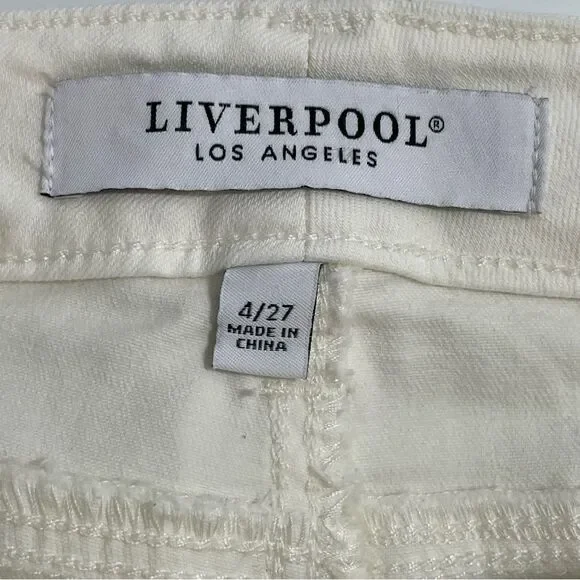 LIVERPOOL®
LOS ANGELES
4/27
MADE IN
CHINA